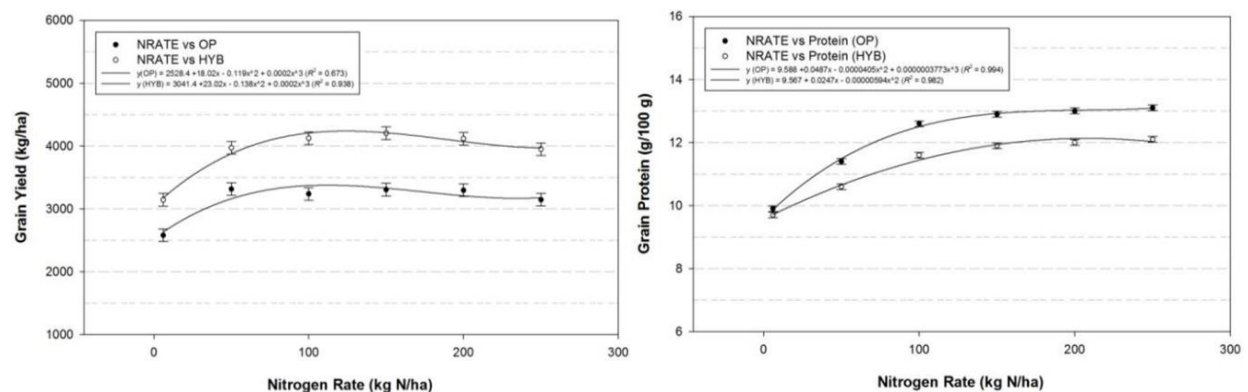 6000
5000
4000
3000
2000
1000
Grain Yield (kg/ha)
NRATE vs OP
NRATE vs HYB
y(OP) = 2528.4 +18.02x - 0.119x^2 + 0.0002x^3 (R² = 0.673)
y (HYB) = 3041.4 +23.02x - 0.138x^2 + 0.0002x^3 (R² = 0.938)
0
100
200
300
Nitrogen Rate (kg N/ha)
16
14
12
10
8
6
Grain Protein (g/100 g)
NRATE vs Protein (OP)
NRATE vs Protein (HYB)
y (OP) = 9.588 +0.0487x - 0.0000405x^2 + 0.0000003773x^3 (R² = 0.994)
y (HYB) = 9.567 + 0.0247x - 0.00000594x^2 (R² = 0.982)
0
100
200
300
Nitrogen Rate (kg N/ha)